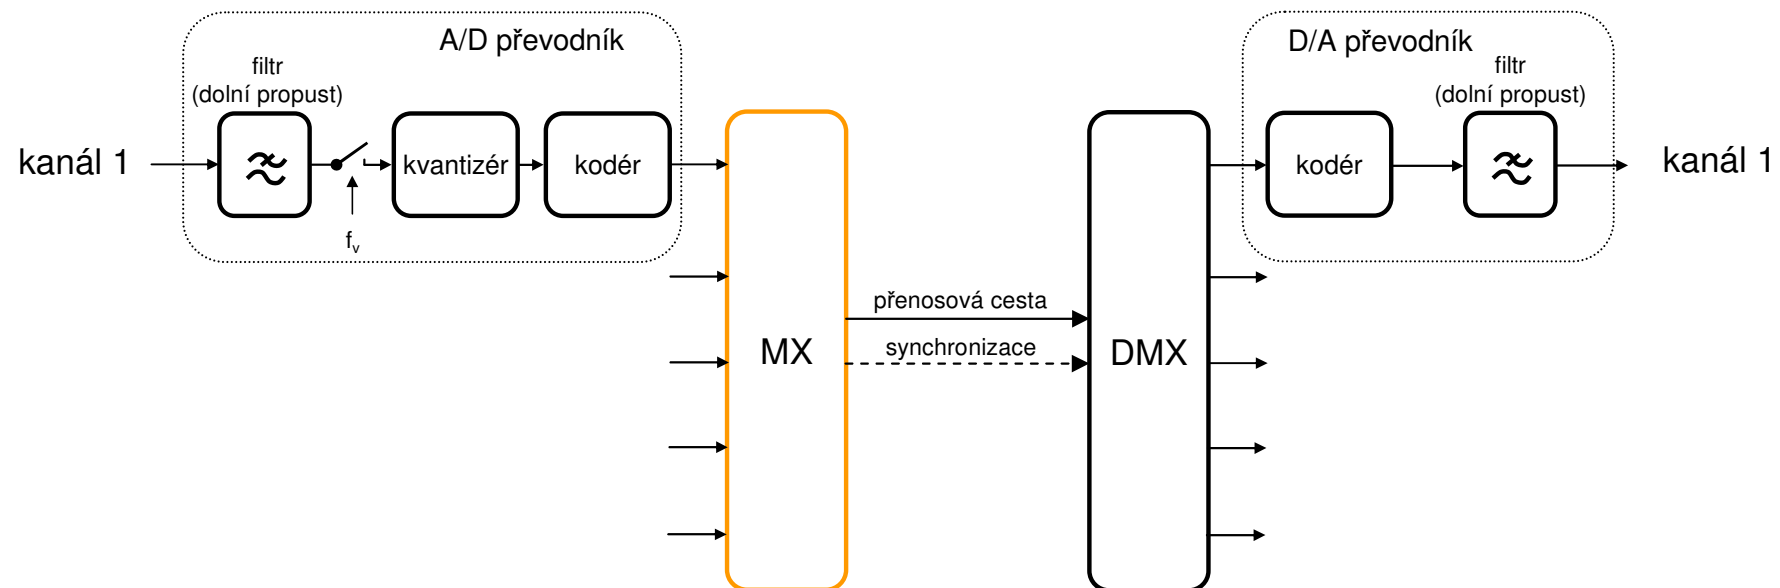 A/D převodník
filtr
(dolní propust)
kanál 1
kvantizér
kodér
f_v
MX
přenosová cesta
synchronizace
DMX
D/A převodník
filtr
(dolní propust)
kodér
kanál 1